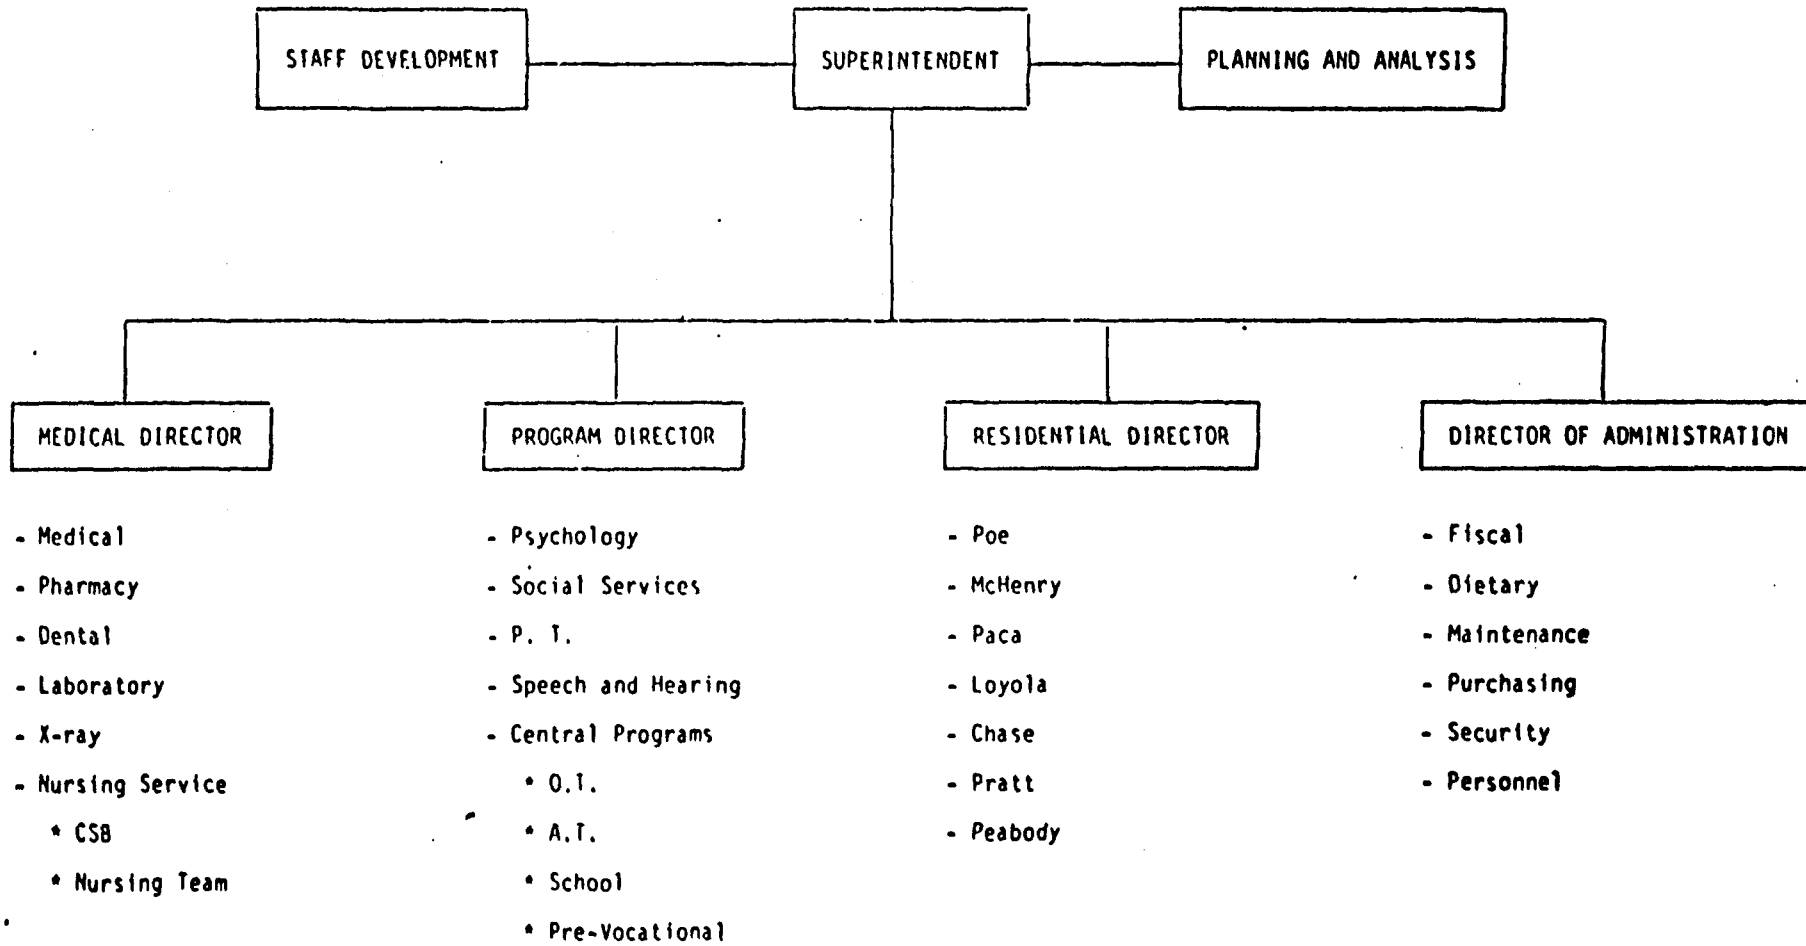 STAFF DEVELOPMENT
SUPERINTENDENT
PLANNING AND ANALYSIS
MEDICAL DIRECTOR
- Medical
- Pharmacy
- Dental
- Laboratory
- X-ray
- Nursing Service
* CSB
* Nursing Team
PROGRAM DIRECTOR
- Psychology
- Social Services
- P. T.
- Speech and Hearing
- Central Programs
* O.T.
* A.T.
* School
* Pre-Vocational
RESIDENTIAL DIRECTOR
- Poe
- McHenry
- Paca
- Loyola
- Chase
- Pratt
- Peabody
DIRECTOR OF ADMINISTRATION
- Fiscal
- Dietary
- Maintenance
- Purchasing
- Security
- Personnel